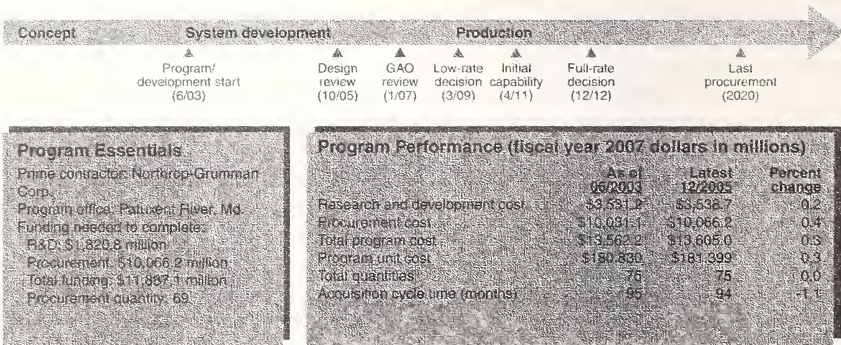 Concept System development Production
Program/ development start (6/03)
Design review (10/05)
GAO review (1/07)
Low-rate decision (3/09)
Initial capability (4/11)
Full-rate decision (12/12)
Last procurement (2020)
Program Essentials
Prime contractor: Northrop-Grumman
Corp.
Program office: Patuxent River, Md.
Funding needed to complete:
R&D: $1,820.8 million
Procurement: $10,066.2 million
Total funding: $11,887.1 million
Procurement quantity: 69
Program Performance (fiscal year 2007 dollars in millions)
As of 06/2003 Latest 12/2005 Percent change
Research and development cost $3,531.2 $3,538.7 0.2
Procurement cost $10,031.1 $10,066.2 0.4
Total program cost $13,562.2 $13,605.0 0.3
Program unit cost $180.830 $181.399 0.3
Total quantities 75 75 0.0
Acquisition cycle time (months) 95 94 -1.1